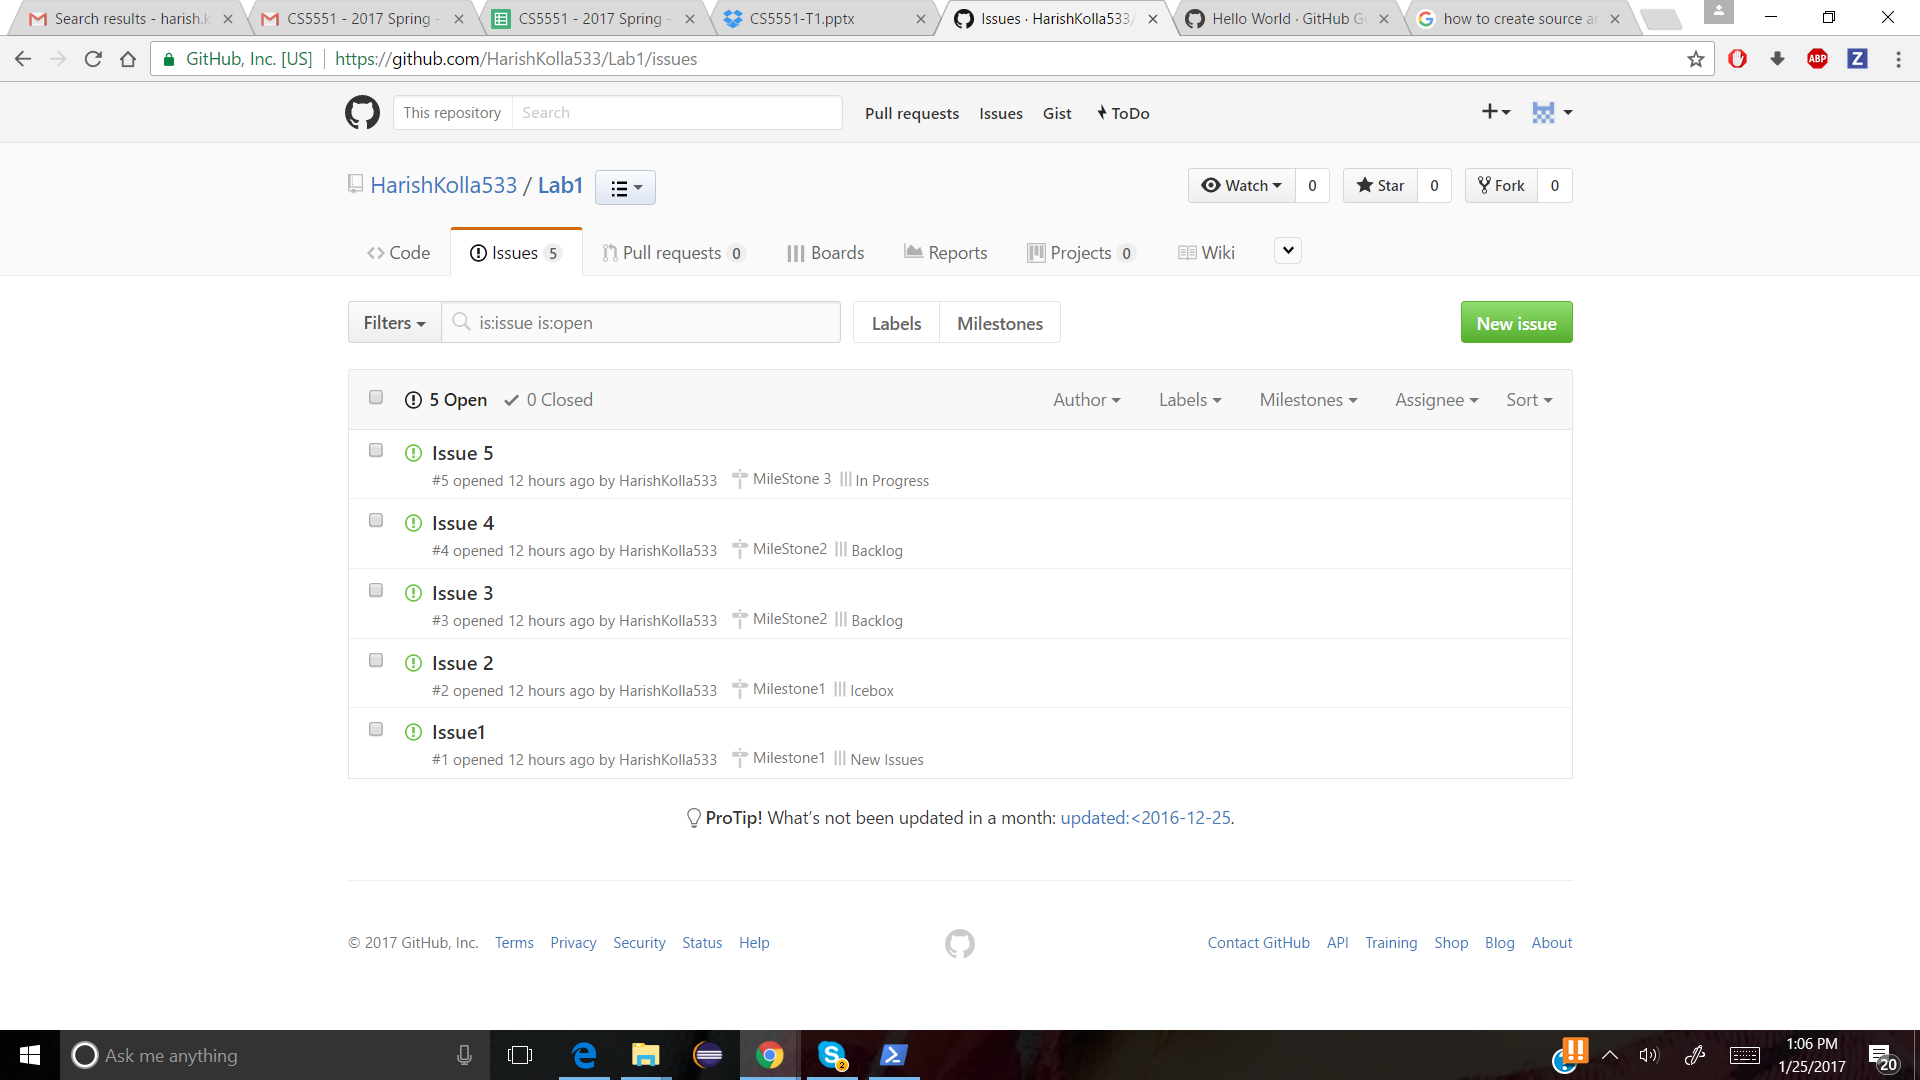 Search results - harish.k
CS5551 - 2017 Spring -
CS5551 - 2017 Spring -
CS5551-T1.pptx
Issues · HarishKolla533/
Hello World · GitHub Gu
how to create source ar
GitHub, Inc. [US] https://github.com/HarishKolla533/Lab1/issues
ABP Z
This repository Search Pull requests Issues Gist ToDo
HarishKolla533 / Lab1 Watch 0 Star 0 Fork 0
Code Issues 5 Pull requests 0 Boards Reports Projects 0 Wiki
Filters is:issue is:open Labels Milestones New issue
5 Open 0 Closed Author Labels Milestones Assignee Sort
Issue 5
#5 opened 12 hours ago by HarishKolla533 MileStone 3 In Progress
Issue 4
#4 opened 12 hours ago by HarishKolla533 MileStone2 Backlog
Issue 3
#3 opened 12 hours ago by HarishKolla533 MileStone2 Backlog
Issue 2
#2 opened 12 hours ago by HarishKolla533 Milestone1 Icebox
Issue1
#1 opened 12 hours ago by HarishKolla533 Milestone1 New Issues
ProTip! What's not been updated in a month: updated:<2016-12-25.
© 2017 GitHub, Inc. Terms Privacy Security Status Help Contact GitHub API Training Shop Blog About
Ask me anything
2
1:06 PM
1/25/2017
20